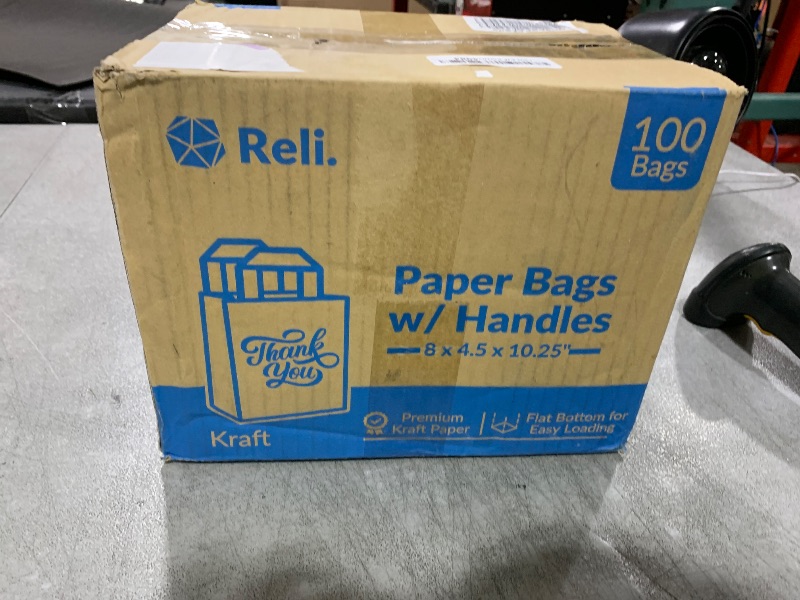 Reli.
100
Bags
Paper Bags
w/ Handles
8 x 4.5 x 10.25"
Thank
You
Kraft
Premium
Kraft Paper
Flat Bottom for
Easy Loading